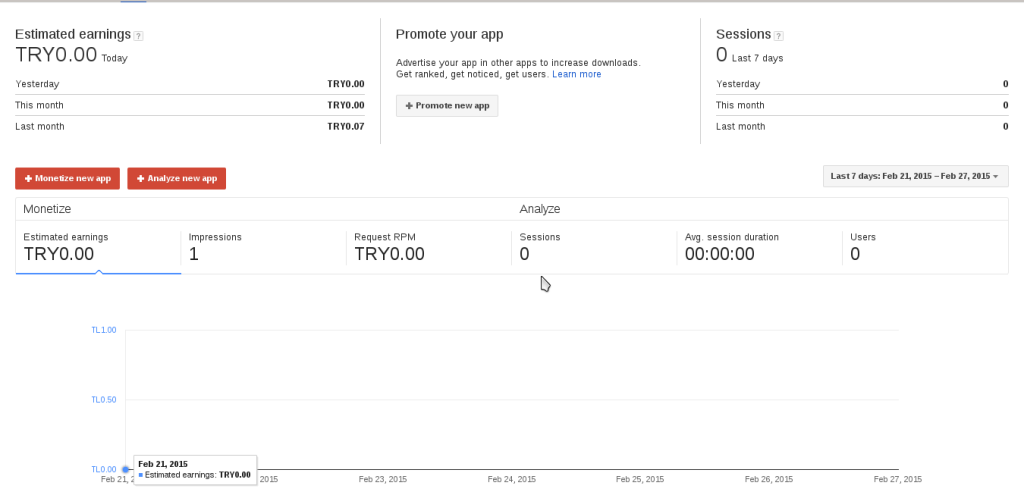 Estimated earnings ?
TRY0.00 Today
Yesterday TRY0.00
This month TRY0.00
Last month TRY0.07
Promote your app
Advertise your app in other apps to increase downloads.
Get ranked, get noticed, get users. Learn more
+ Promote new app
Sessions ?
0 Last 7 days
Yesterday 0
This month 0
Last month 0
+ Monetize new app
+ Analyze new app
Last 7 days: Feb 21, 2015 – Feb 27, 2015
Monetize
Analyze
Estimated earnings
TRY0.00
Impressions
1
Request RPM
TRY0.00
Sessions
0
Avg. session duration
00:00:00
Users
0
TL1.00
TL0.50
TL0.00
Feb 21, 2015
Estimated earnings: TRY0.00
Feb 21, 2015 Feb 23, 2015 Feb 24, 2015 Feb 25, 2015 Feb 26, 2015 Feb 27, 2015